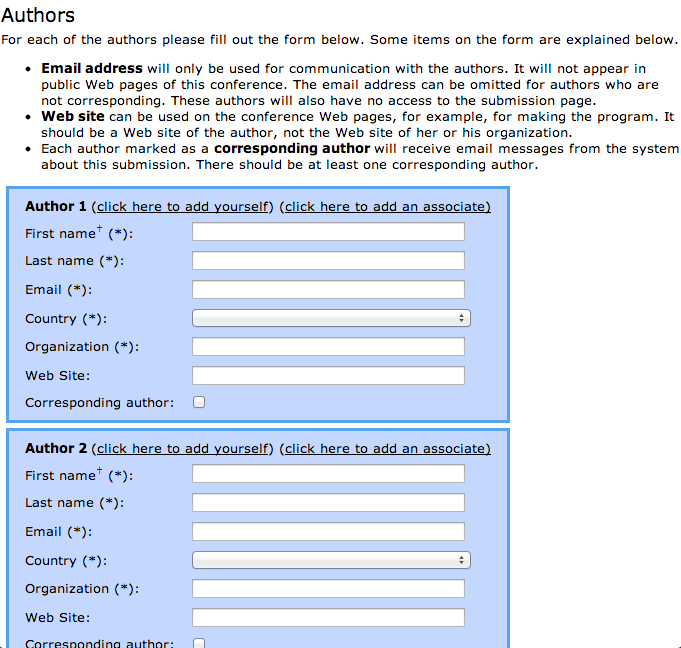 Authors
For each of the authors please fill out the form below. Some items on the form are explained below.
• Email address will only be used for communication with the authors. It will not appear in
public Web pages of this conference. The email address can be omitted for authors who are
not corresponding. These authors will also have no access to the submission page.
• Web site can be used on the conference Web pages, for example, for making the program. It
should be a Web site of the author, not the Web site of her or his organization.
• Each author marked as a corresponding author will receive email messages from the system
about this submission. There should be at least one corresponding author.
Author 1 (click here to add yourself) (click here to add an associate)
First name† (*):
Last name (*):
Email (*):
Country (*):
Organization (*):
Web Site:
Corresponding author:
Author 2 (click here to add yourself) (click here to add an associate)
First name† (*):
Last name (*):
Email (*):
Country (*):
Organization (*):
Web Site:
Corresponding author: